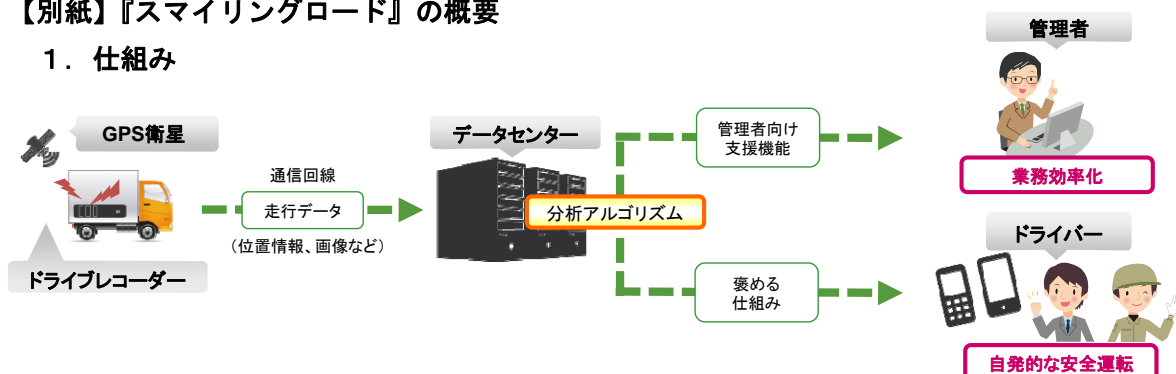 【別紙】『スマイリングロード』の概要
１．仕組み
管理者
GPS衛星
データセンター
管理者向け
支援機能
通信回線
走行データ
（位置情報、画像など）
分析アルゴリズム
業務効率化
ドライバー
ドライブレコーダー
褒める
仕組み
自発的な安全運転